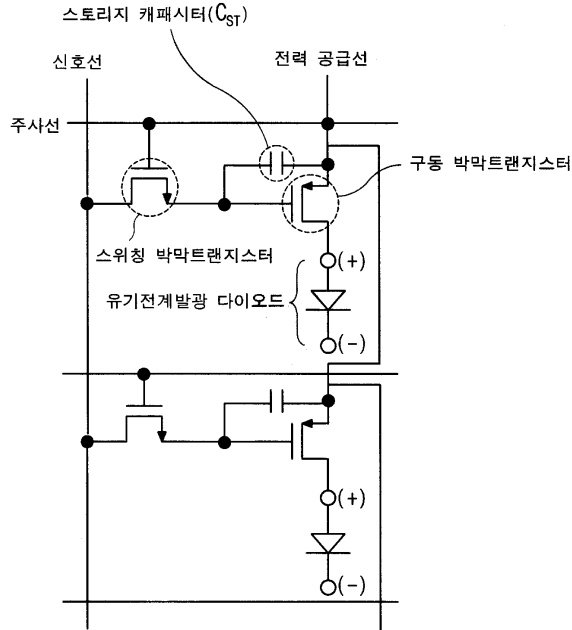 스토리지 캐패시터(CST)
신호선
전력 공급선
주사선
구동 박막트랜지스터
스위칭 박막트랜지스터
(+)
유기전계발광 다이오드
(-)
(+)
(-)